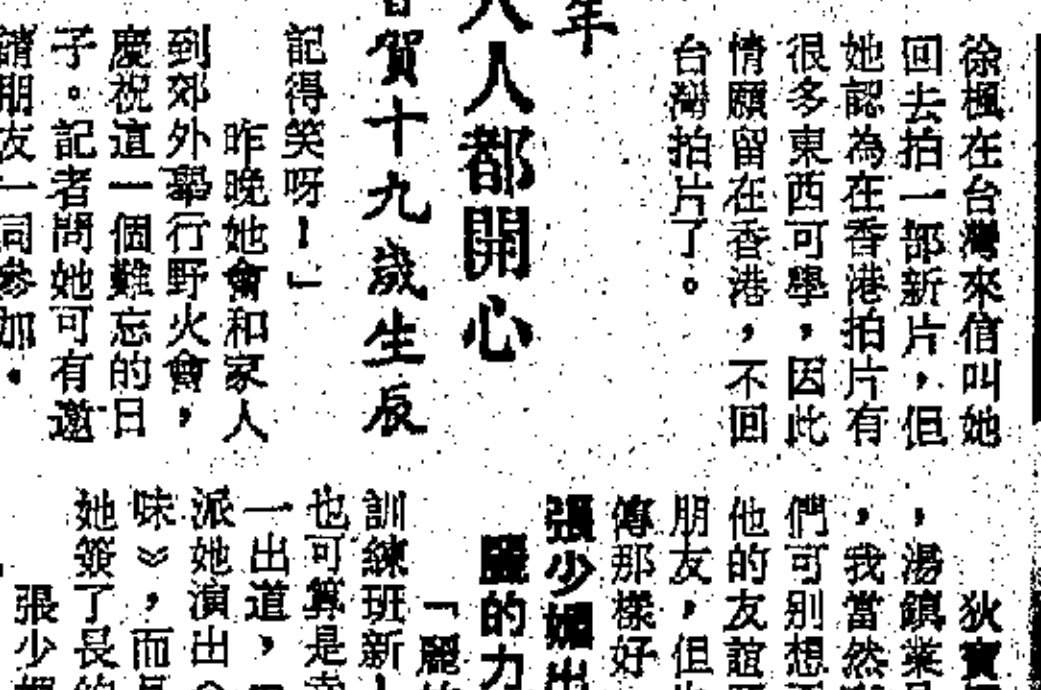 徐楓在台灣來信叫她
回去拍一部新片，但
她認為在香港拍片有
很多東西可學，因此
情願留在香港，不回
台灣拍片了。
年
人人都開心
賀十九歲生辰
記得笑呀！」
昨晚她會和家人
到郊外舉行野火會，
慶祝這一個難忘的日
子。記者問她可有邀
請朋友一同參加。
狄寶
，湯鎮業
，我當然
們可別想
他的友誼
朋友，但
傳那樣好
張少媚出
麗的力
「麗
訓練班新
也可算是
一出道，
派她演出
味》，而
她簽了長
張少